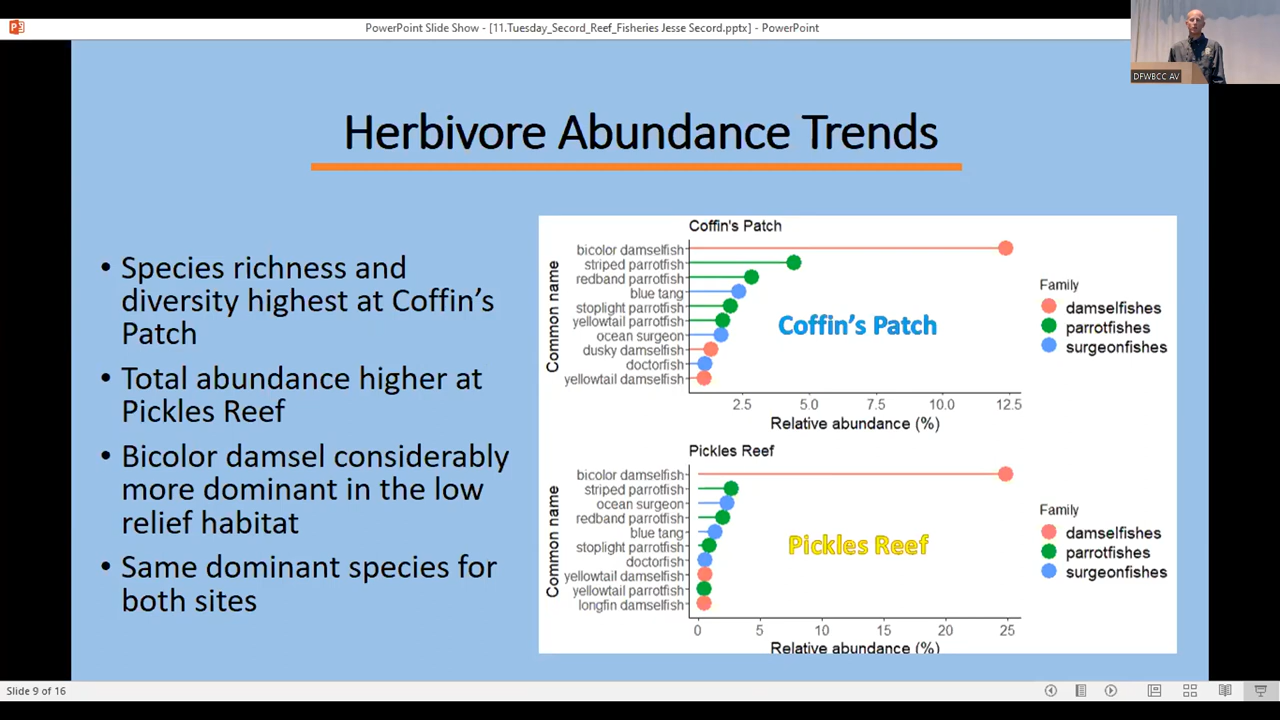 PowerPoint Slide Show - [11.Tuesday_Secord_Reef_Fisheries Jesse Secord.pptx] - PowerPoint
DFWBCC AV
Herbivore Abundance Trends
• Species richness and
diversity highest at Coffin's
Patch
• Total abundance higher at
Pickles Reef
• Bicolor damsel considerably
more dominant in the low
relief habitat
• Same dominant species for
both sites
Coffin's Patch
Common name
bicolor damselfish
striped parrotfish
redband parrotfish
blue tang
stoplight parrotfish
yellowtail parrotfish
ocean surgeon
dusky damselfish
doctorfish
yellowtail damselfish
Coffin's Patch
2.5 5.0 7.5 10.0 12.5
Relative abundance (%)
Family
damselfishes
parrotfishes
surgeonfishes
Pickles Reef
Common name
bicolor damselfish
striped parrotfish
ocean surgeon
redband parrotfish
blue tang
stoplight parrotfish
doctorfish
yellowtail damselfish
yellowtail parrotfish
longfin damselfish
Pickles Reef
0 5 10 15 20 25
Relative abundance (%)
Family
damselfishes
parrotfishes
surgeonfishes
Slide 9 of 16